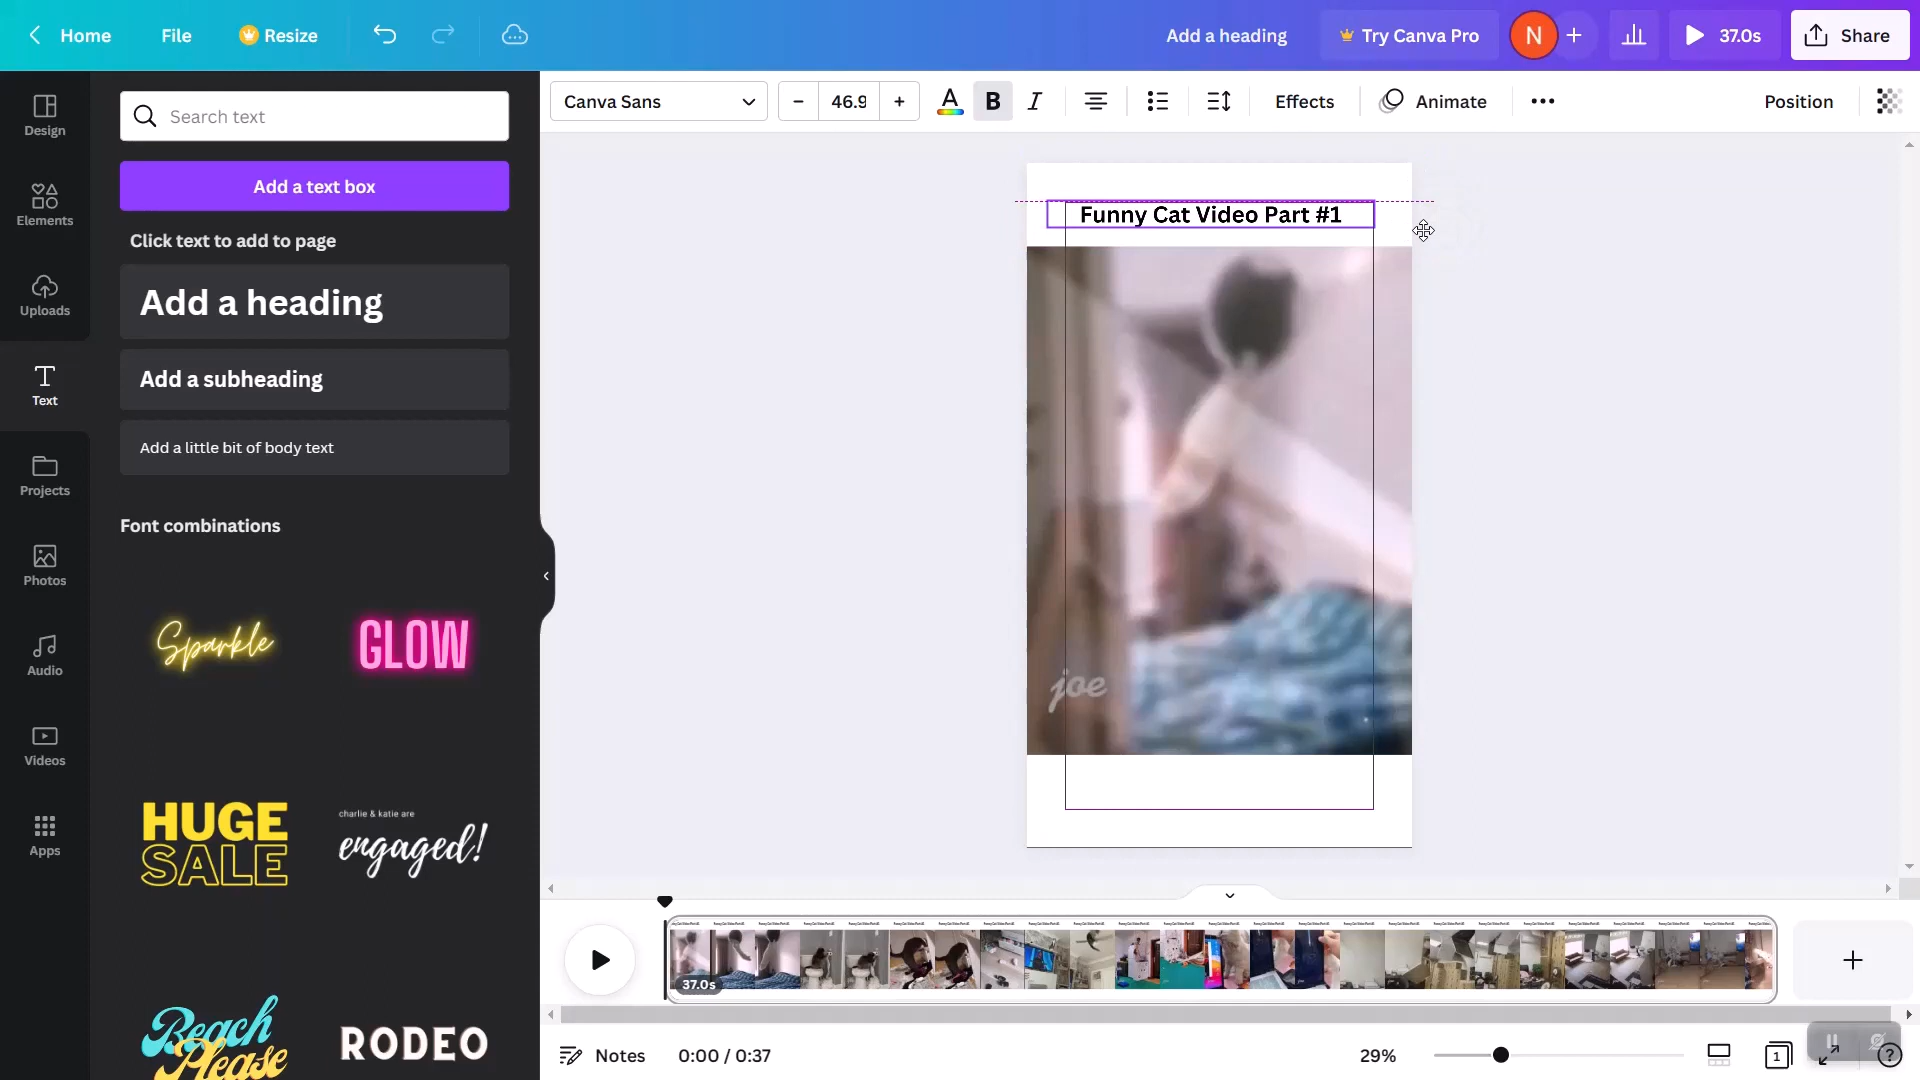 Home File Resize Add a heading Try Canva Pro N 37.0s Share
Design
Elements
Uploads
Text
Projects
Photos
Audio
Videos
Apps
Search text
Add a text box
Click text to add to page
Add a heading
Add a subheading
Add a little bit of body text
Font combinations
Sparkle
GLOW
HUGE
SALE
charlie & katie are
engaged!
Beach
Please
RODEO
Canva Sans 46.9 A B I Effects Animate Position
Funny Cat Video Part #1
joe
37.0s
Notes 0:00 / 0:37 29% 1 ?